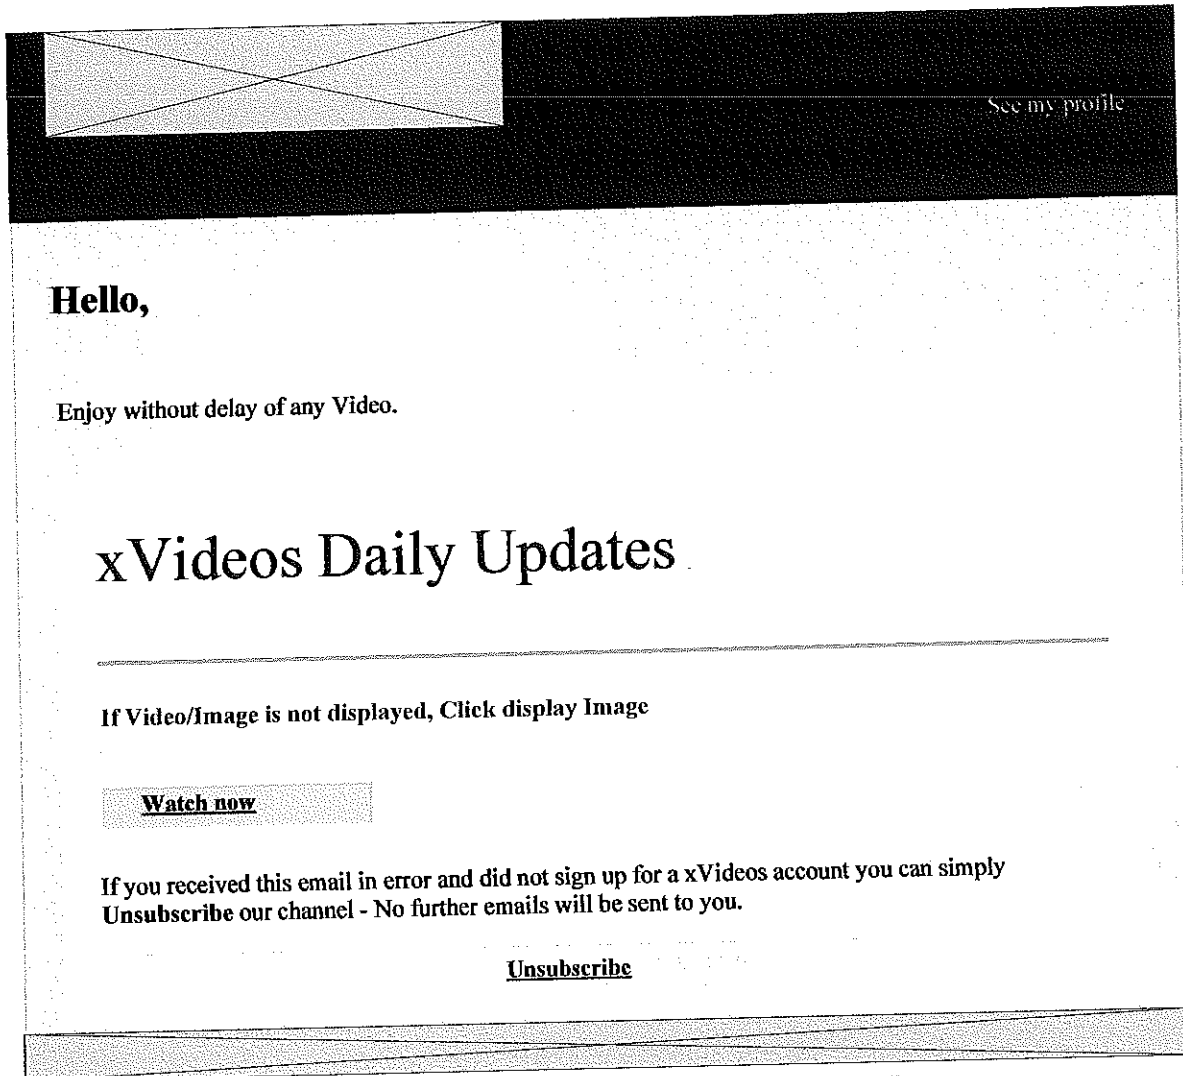 See my profile
Hello,
Enjoy without delay of any Video.
xVideos Daily Updates
If Video/Image is not displayed, Click display Image
Watch now
If you received this email in error and did not sign up for a xVideos account you can simply
Unsubscribe our channel - No further emails will be sent to you.
Unsubscribe